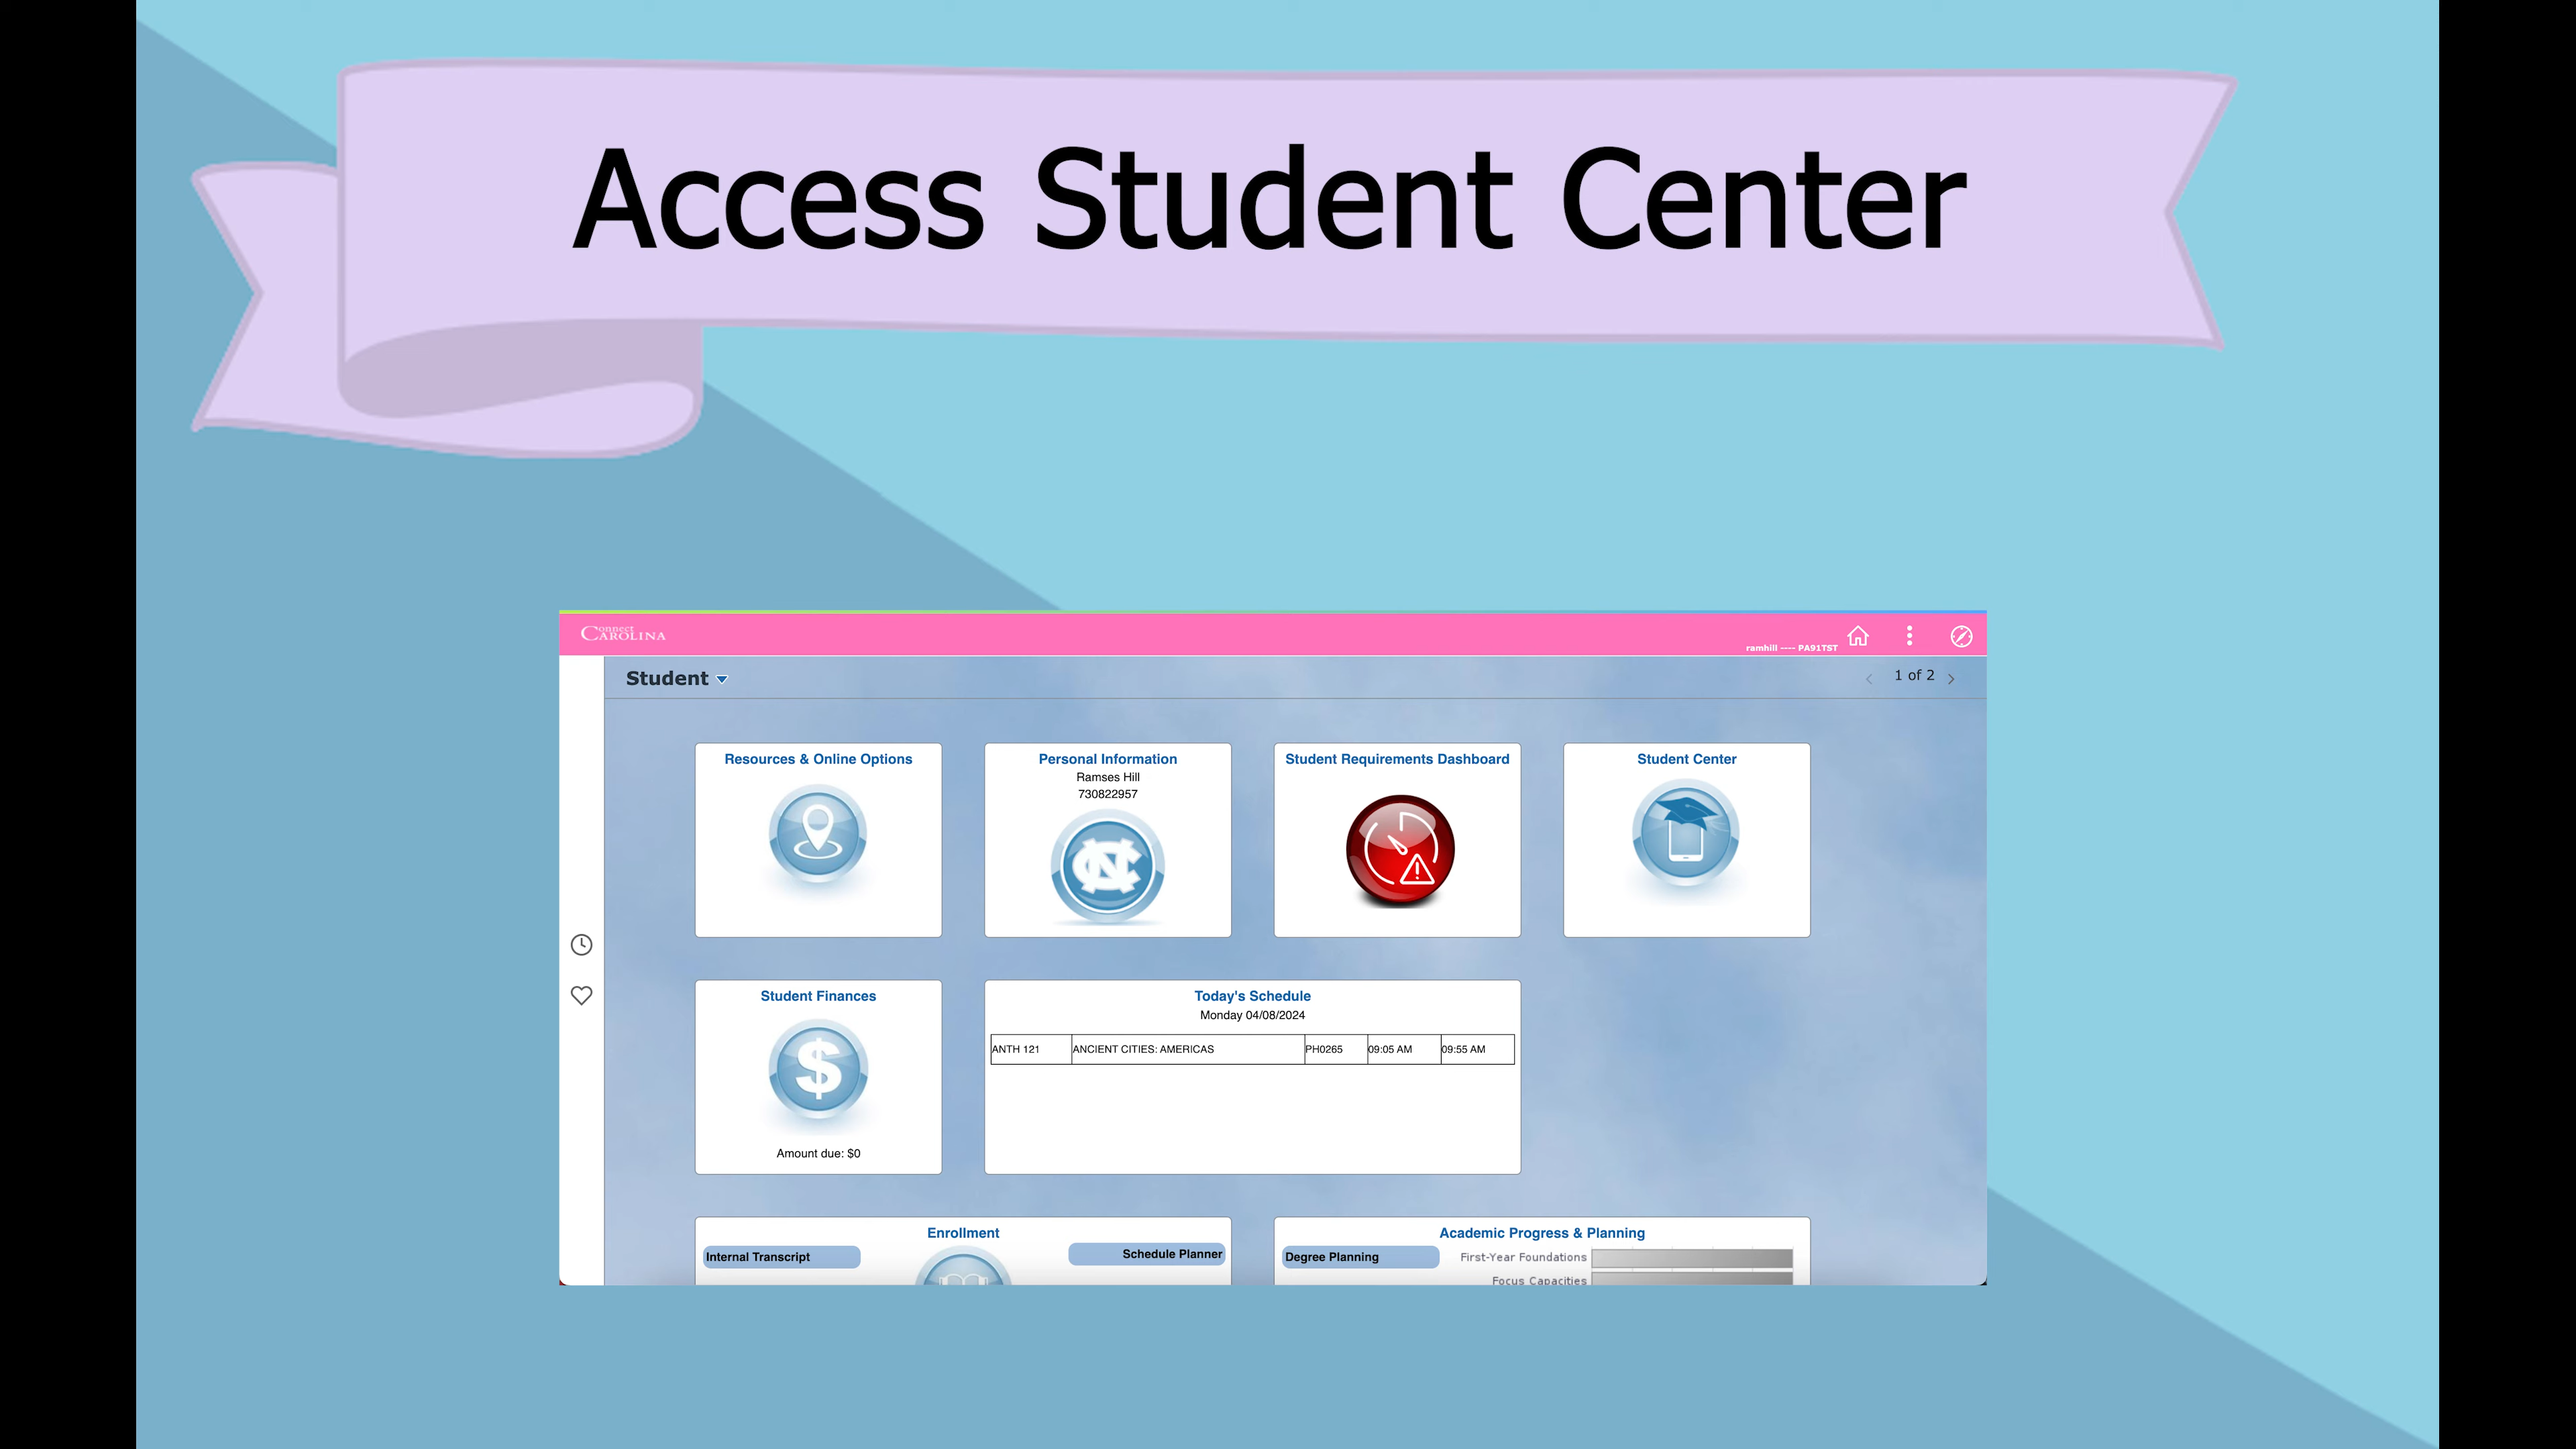 Access Student Center
Connect
CAROLINA
ramhill ---- PA91TST
Student
1 of 2
Resources & Online Options
Personal Information
Ramses Hill
730822957
Student Requirements Dashboard
Student Center
Student Finances
Amount due: $0
Today's Schedule
Monday 04/08/2024
ANTH 121 ANCIENT CITIES: AMERICAS PH0265 09:05 AM 09:55 AM
Enrollment
Internal Transcript
Schedule Planner
Academic Progress & Planning
Degree Planning
First-Year Foundations
Focus Capacities